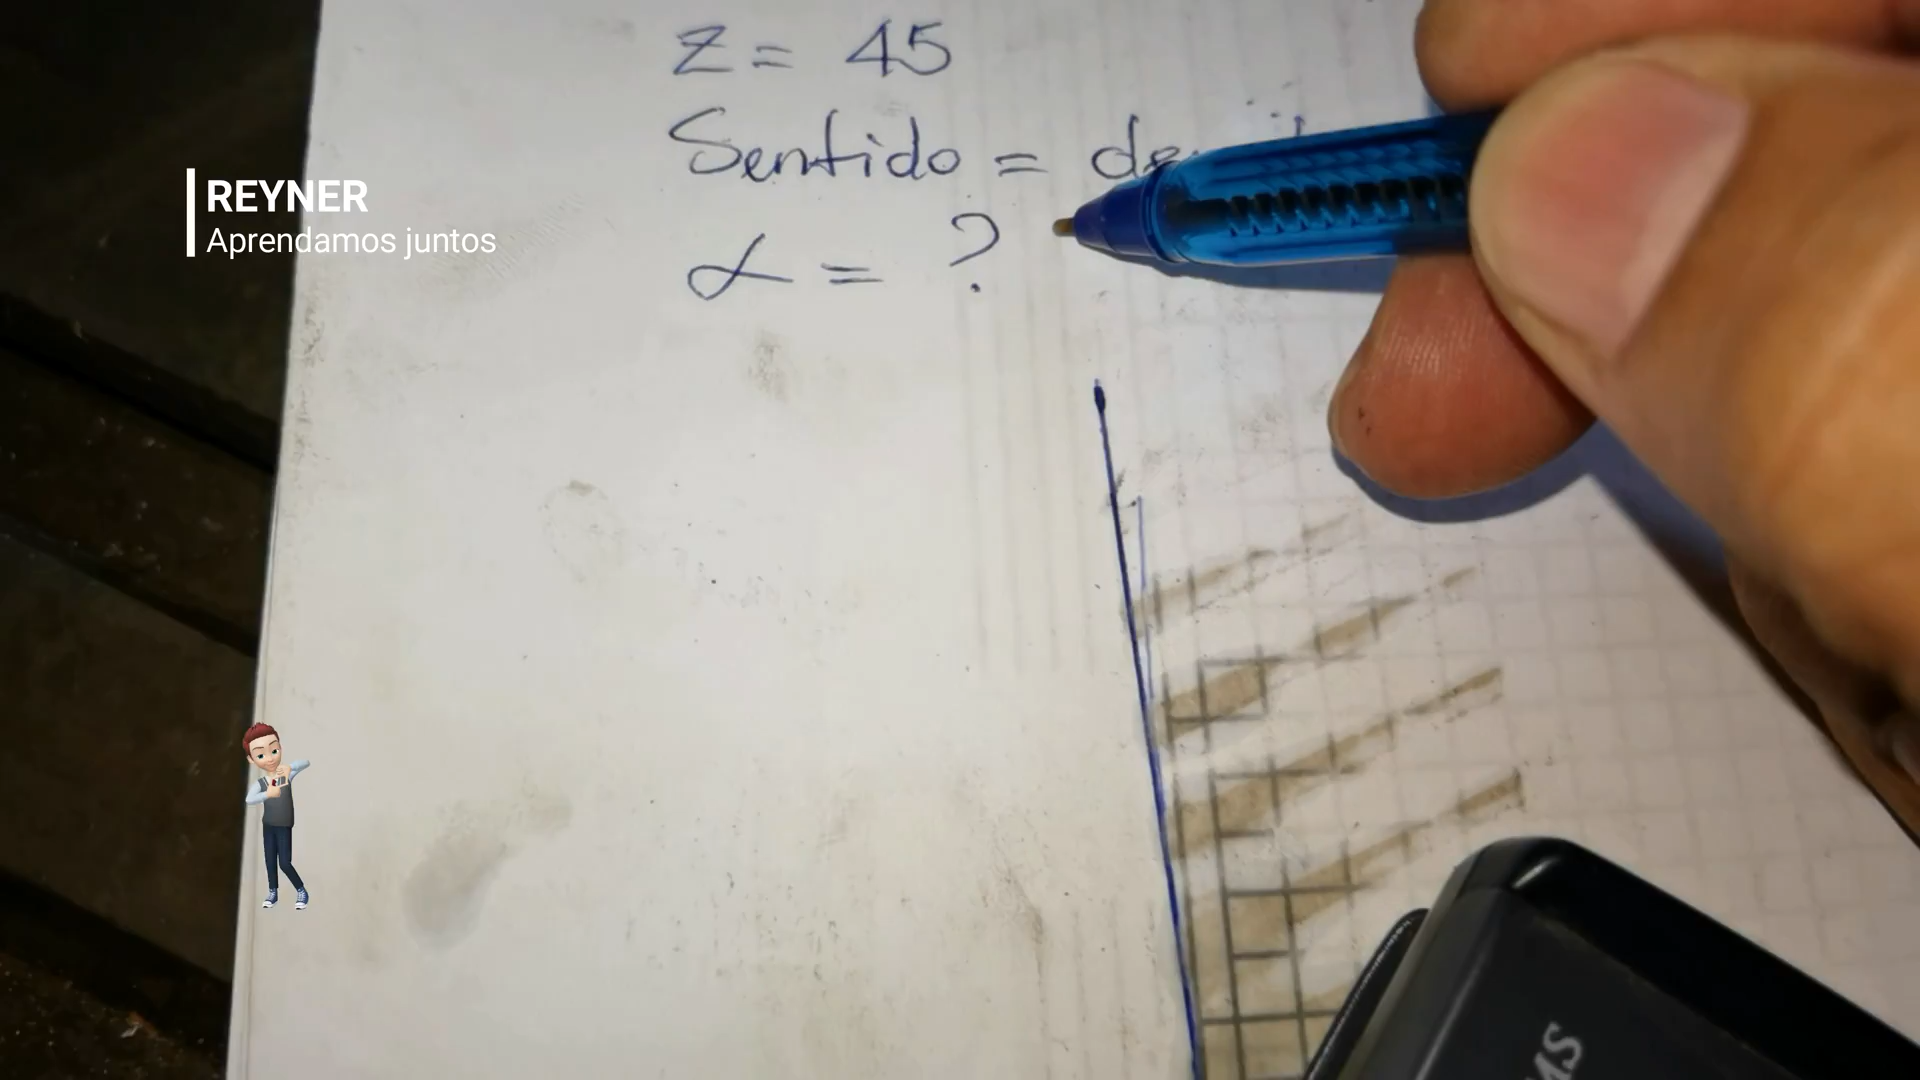 Z = 45
Sentido =
α = ?
REYNER
Aprendamos juntos